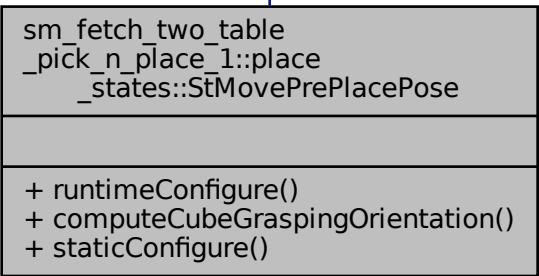 sm_fetch_two_table
_pick_n_place_1::place
_states::StMovePrePlacePose
+ runtimeConfigure()
+ computeCubeGraspingOrientation()
+ staticConfigure()